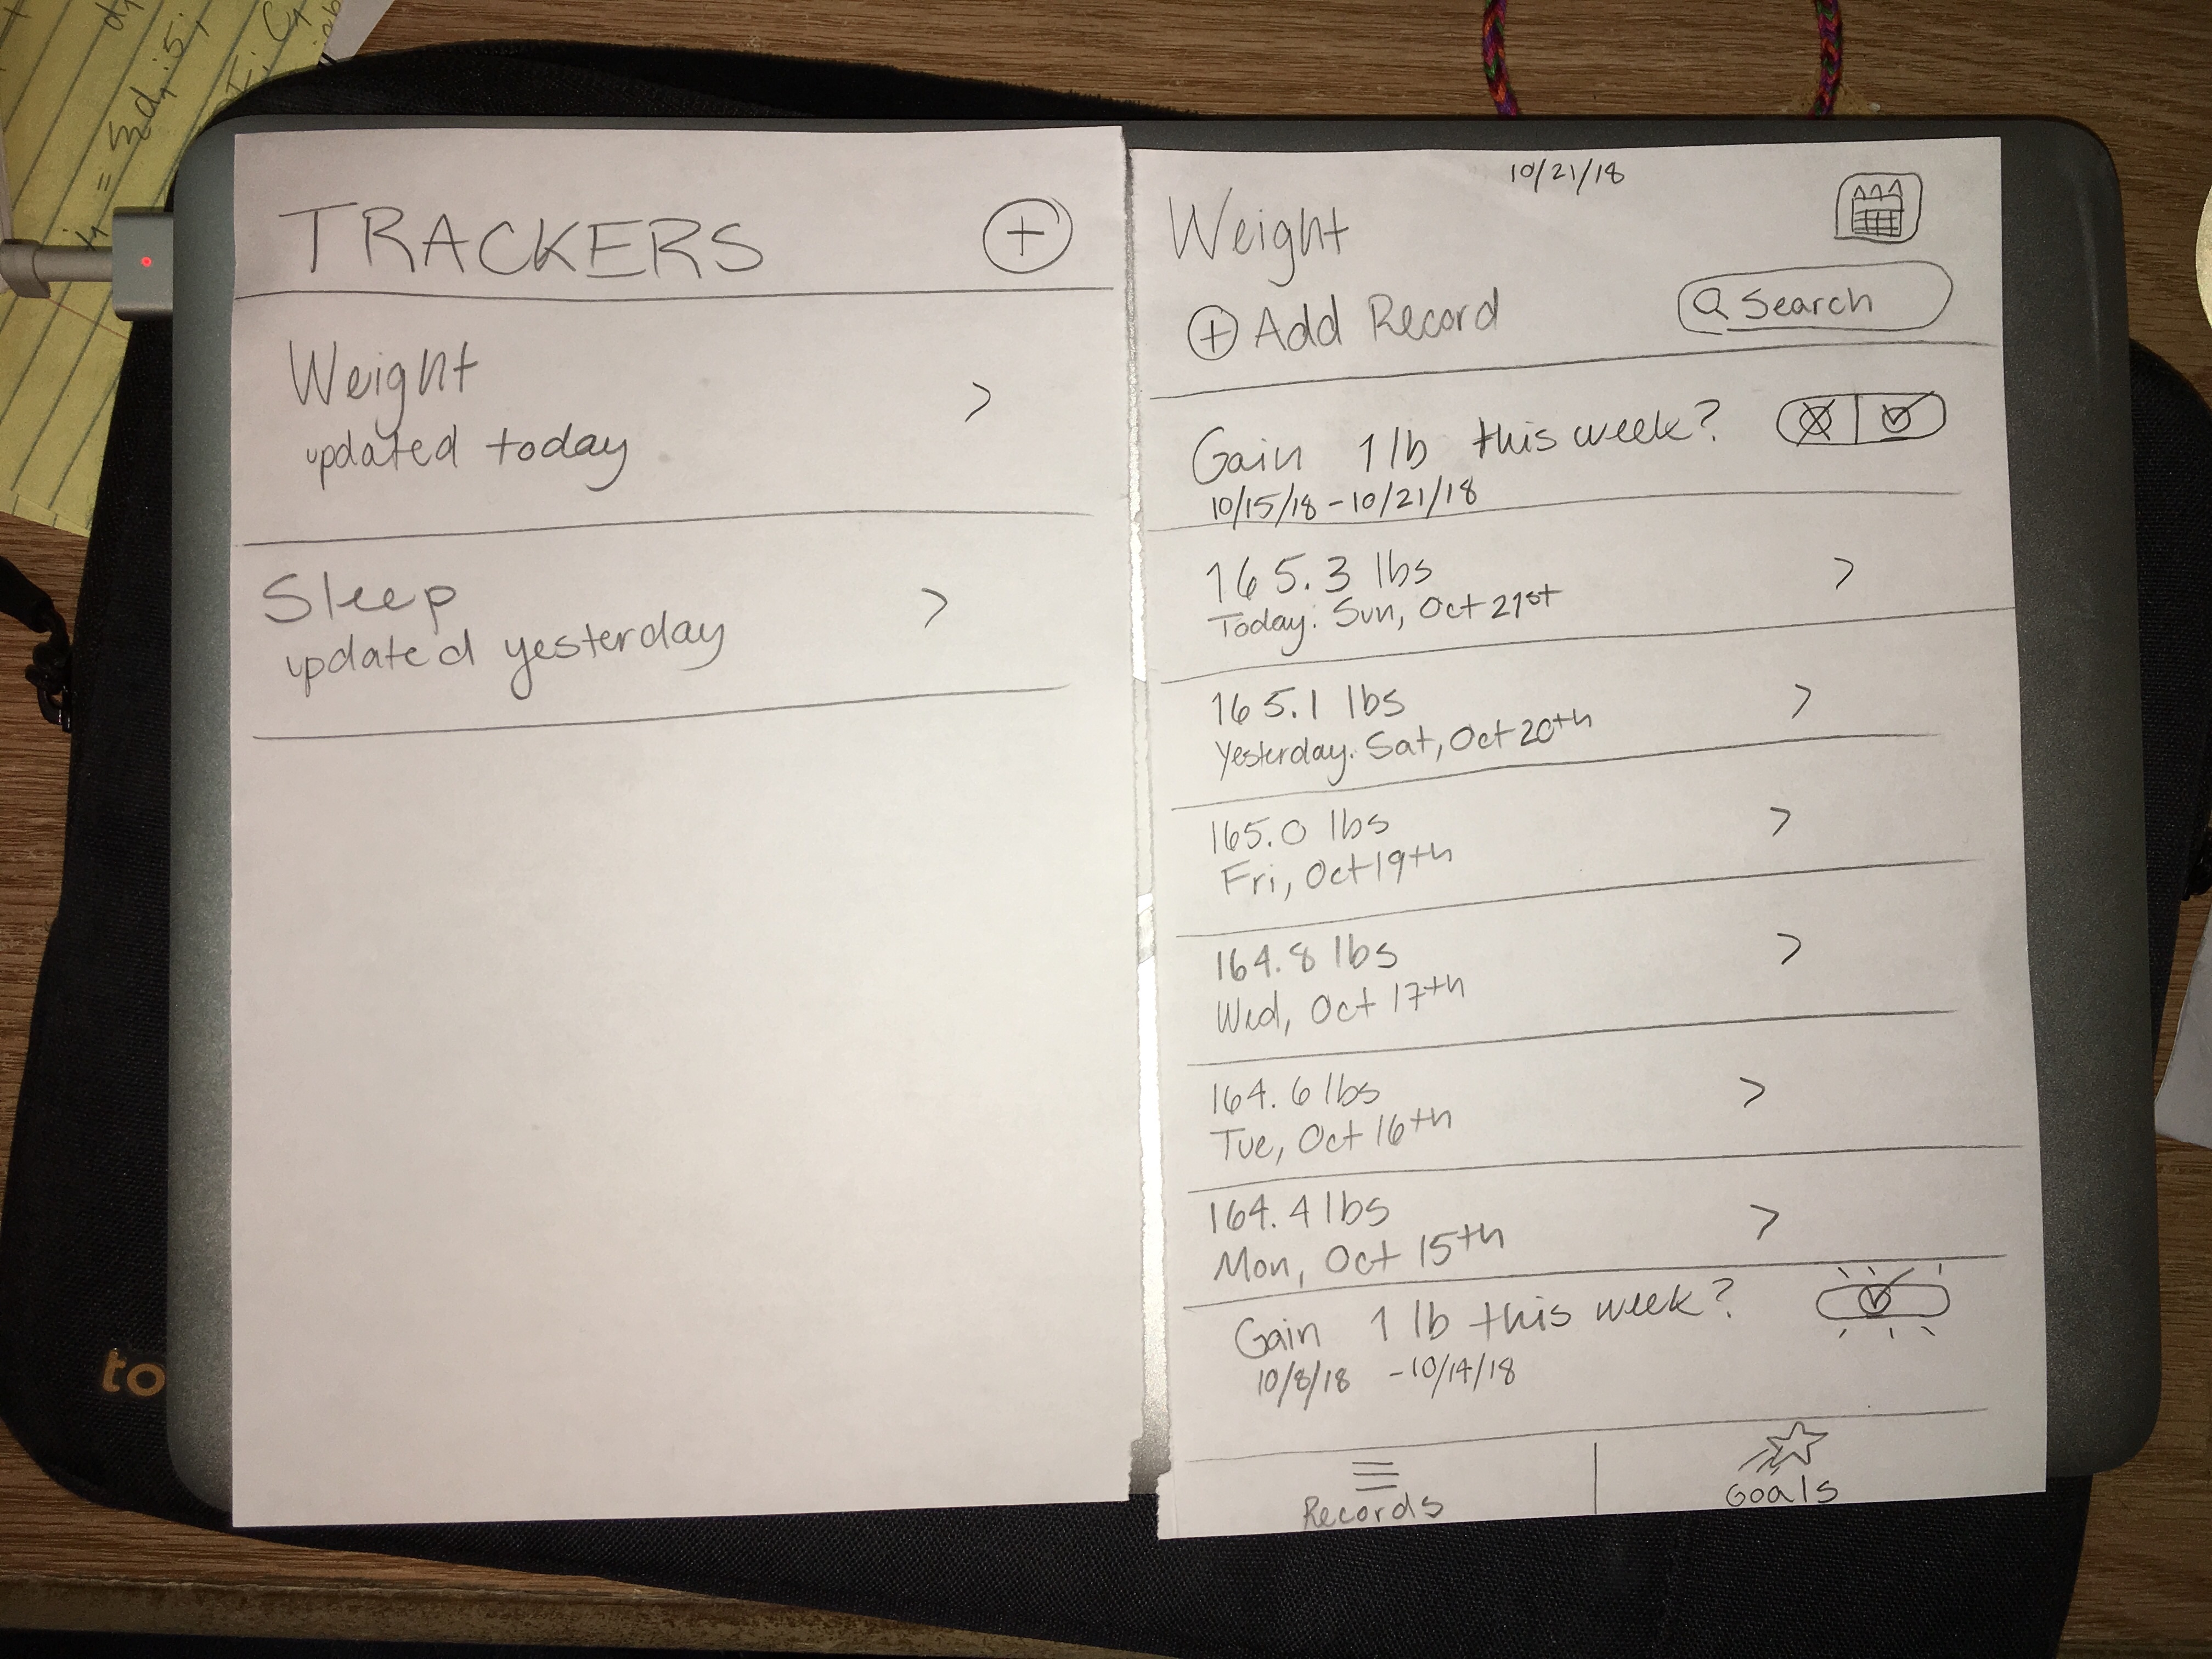 TRACKERS +
Weight
updated today >
Sleep
updated yesterday >
10/21/18
Weight
+ Add Record
Search
Gain 1 lb this week?
10/15/18 - 10/21/18
165.3 lbs >
Today: Sun, Oct 21st
165.1 lbs >
Yesterday. Sat, Oct 20th
165.0 lbs >
Fri, Oct 19th
164.8 lbs >
Wed, Oct 17th
164.6 lbs >
Tue, Oct 16th
164.4 lbs >
Mon, Oct 15th
Gain 1 lb this week?
10/8/18 - 10/14/18
Records
Goals
to